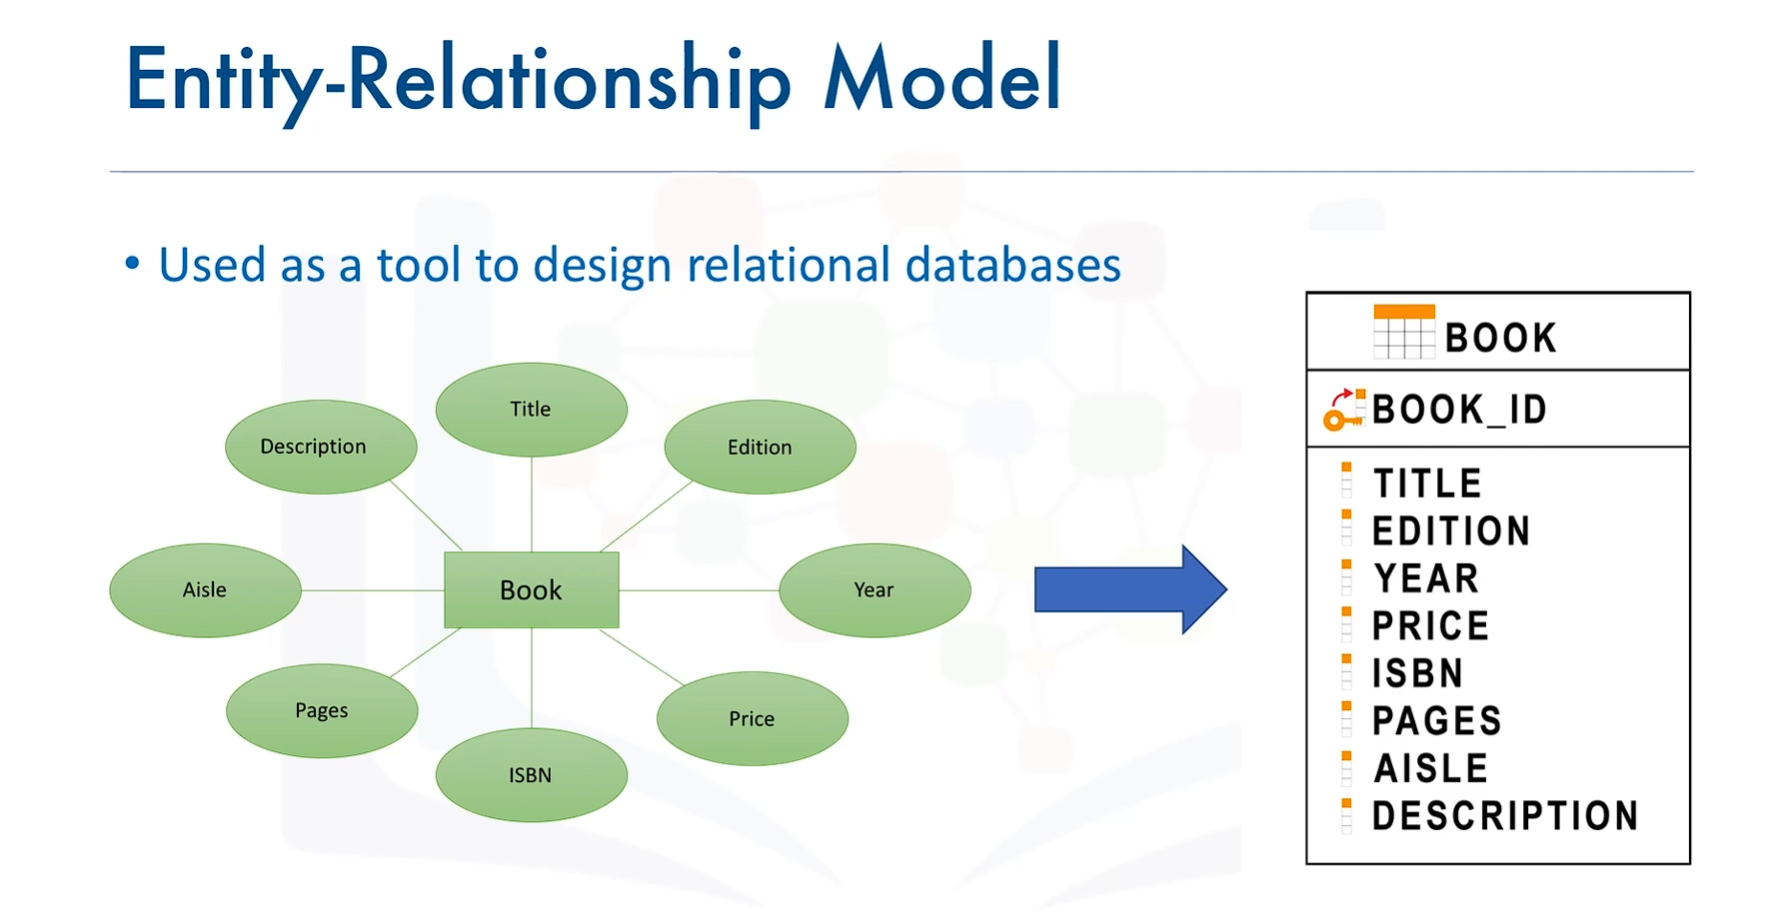 Entity-Relationship Model
• Used as a tool to design relational databases
Title
Description
Edition
Aisle
Book
Year
Pages
Price
ISBN
BOOK
BOOK_ID
TITLE
EDITION
YEAR
PRICE
ISBN
PAGES
AISLE
DESCRIPTION